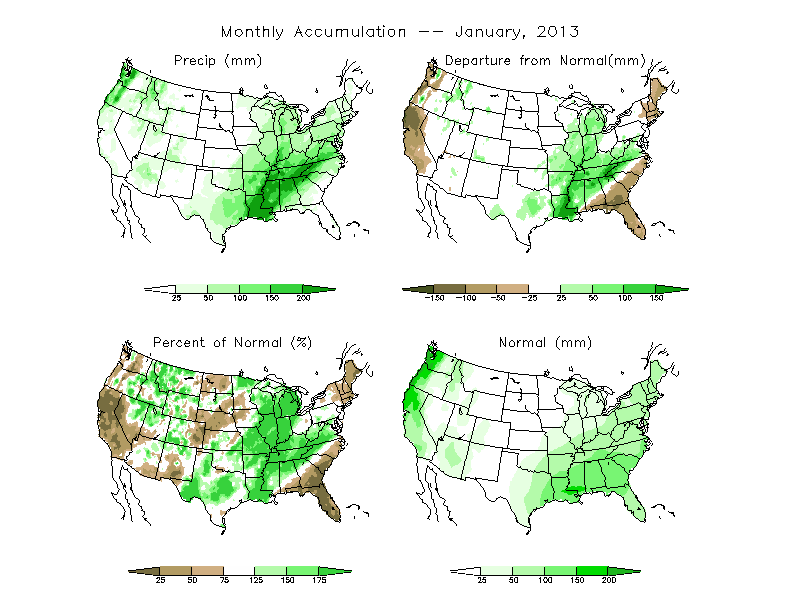 Monthly Accumulation -- January, 2013
Precip (mm)
Departure from Normal(mm)
25 50 100 150 200
-150 -100 -50 -25 25 50 100 150
Percent of Normal (%)
Normal (mm)
25 50 75 125 150 175
25 50 100 150 200